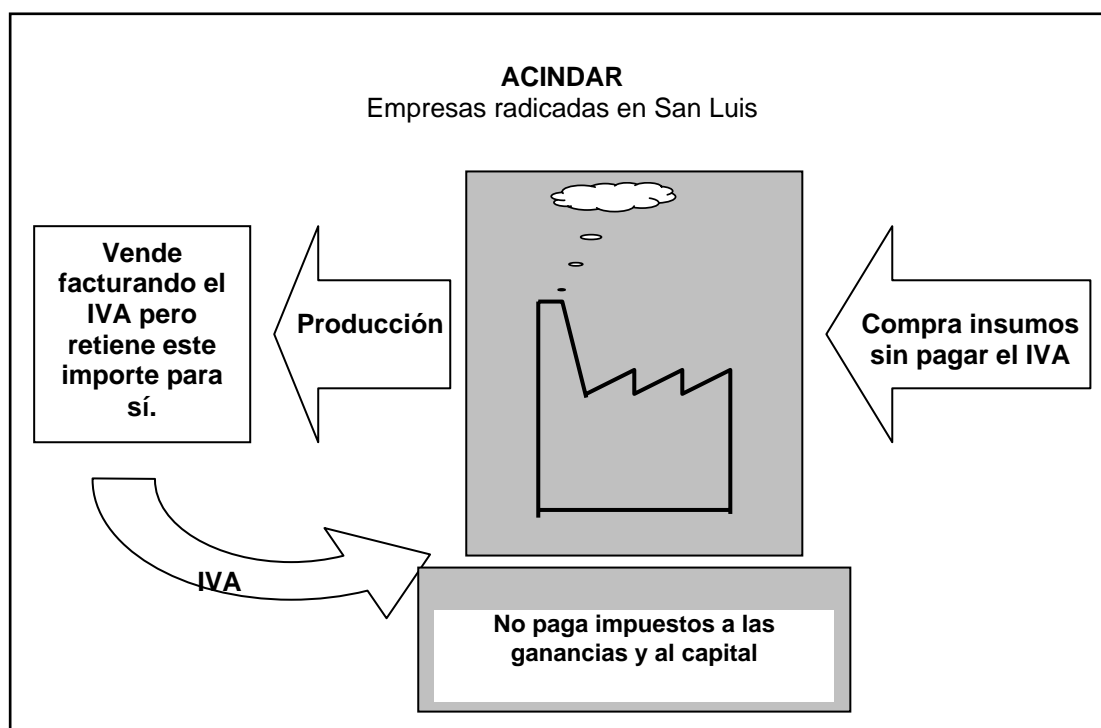 ACINDAR
Empresas radicadas en San Luis
Vende
facturando el
IVA pero
retiene este
importe para
sí.
Producción
Compra insumos
sin pagar el IVA
IVA
No paga impuestos a las
ganancias y al capital